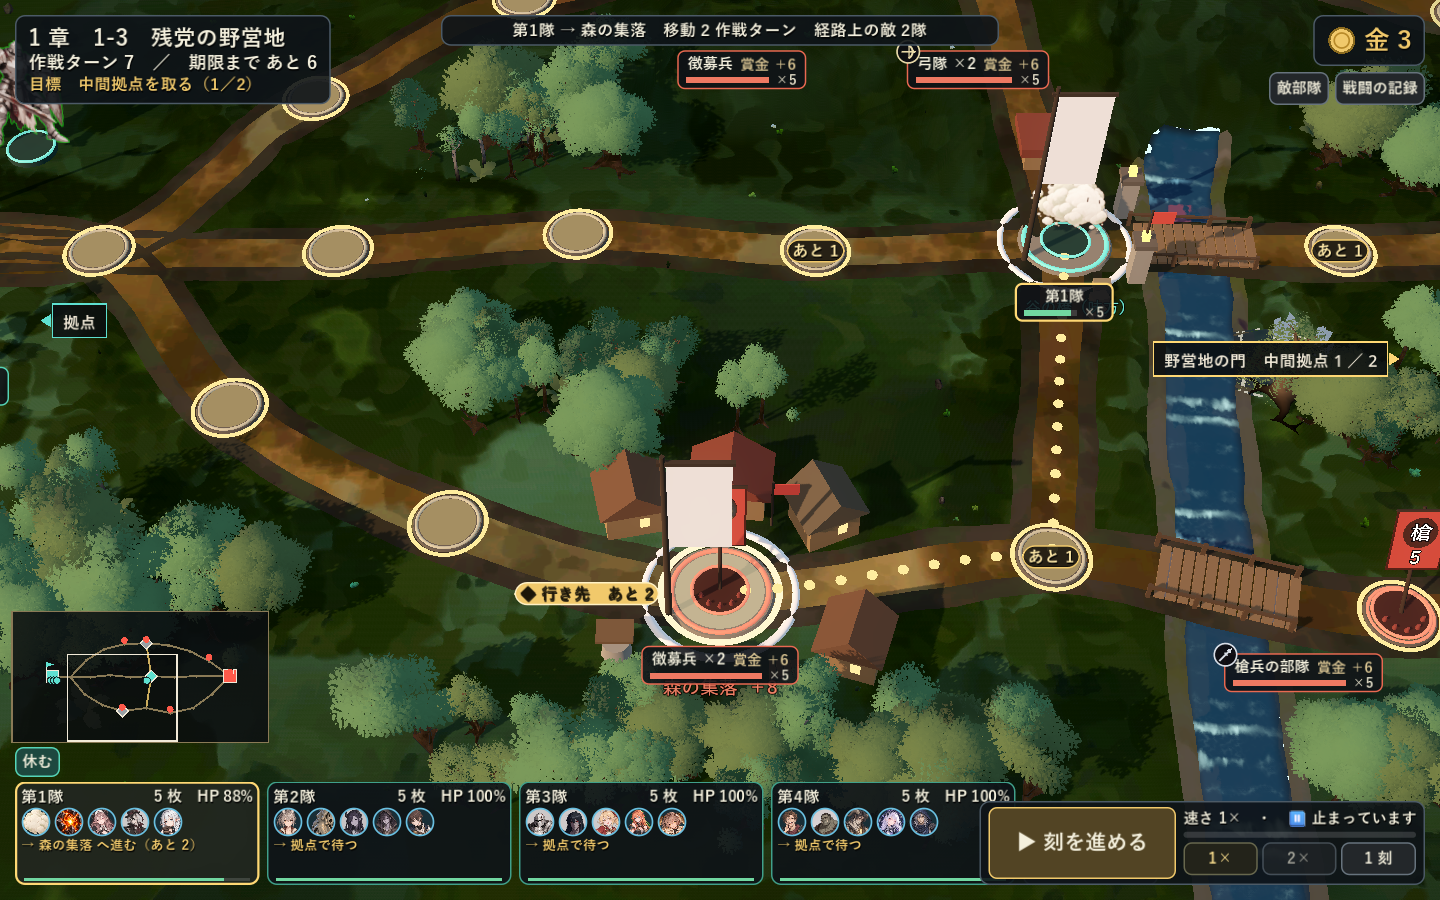 1 章　1-3　残党の野営地
作戦ターン 7　／　期限まで あと 6
目標　中間拠点を取る（1／2）
第1隊 → 森の集落　移動 2 作戦ターン　経路上の敵 2隊
金 3
敵部隊
戦闘の記録
徴募兵 賞金 +6
×5
弓隊 ×2 賞金 +6
×5
あと 1
あと 1
第1隊
×5
拠点
野営地の門　中間拠点 1 ／ 2
あと 1
槍
5
◆ 行き先　あと 2
徴募兵 ×2 賞金 +6
×5
森の集落　+8
槍兵の部隊 賞金 +6
×5
休む
第1隊 5 枚 HP 88%
→ 森の集落 へ進む（あと 2）
第2隊 5 枚 HP 100%
→ 拠点で待つ
第3隊 5 枚 HP 100%
→ 拠点で待つ
第4隊 5 枚 HP 100%
→ 拠点で待つ
▶ 刻を進める
速さ 1× ・ ⏸ 止まっています
1×
2×
1 刻